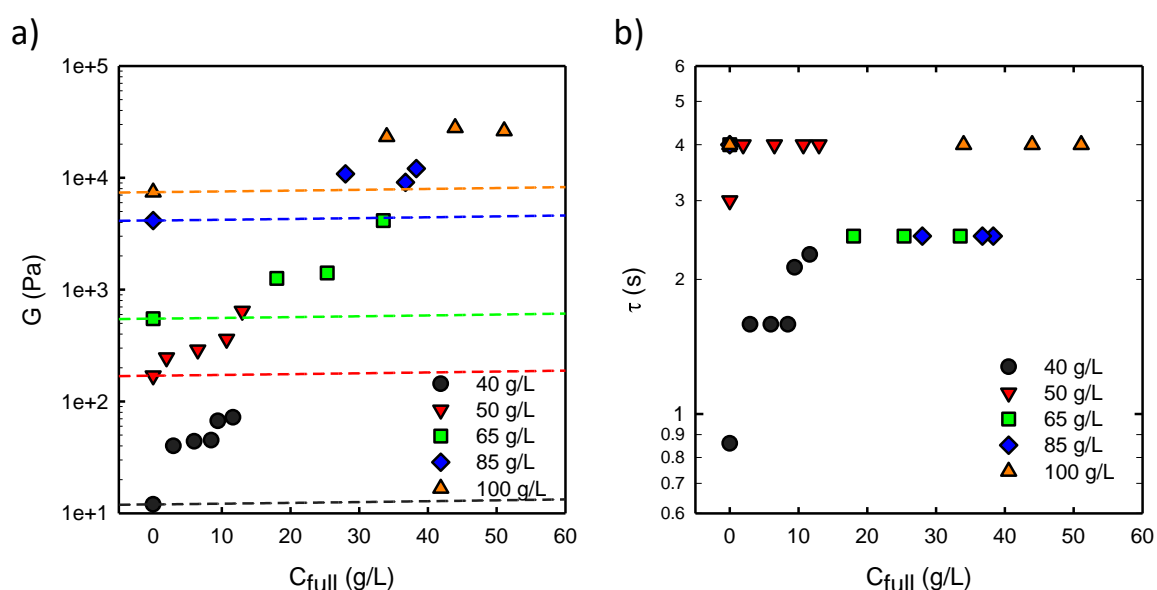 a)
1e+5
1e+4
1e+3
1e+2
1e+1
G (Pa)
0 10 20 30 40 50 60
C_full (g/L)
40 g/L
50 g/L
65 g/L
85 g/L
100 g/L
b)
6
5
4
3
2
1
0.9
0.8
0.7
0.6
τ (s)
0 10 20 30 40 50 60
C_full (g/L)
40 g/L
50 g/L
65 g/L
85 g/L
100 g/L